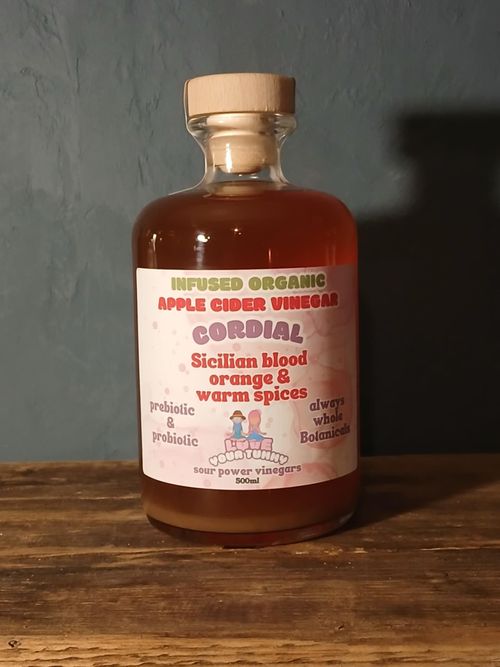 INFUSED ORGANIC
APPLE CIDER VINEGAR
CORDIAL
Sicilian blood
orange &
warm spices
prebiotic
&
probiotic
always
whole
Botanicals
LOVE
YOUR TUMMY
sour power vinegars
500ml